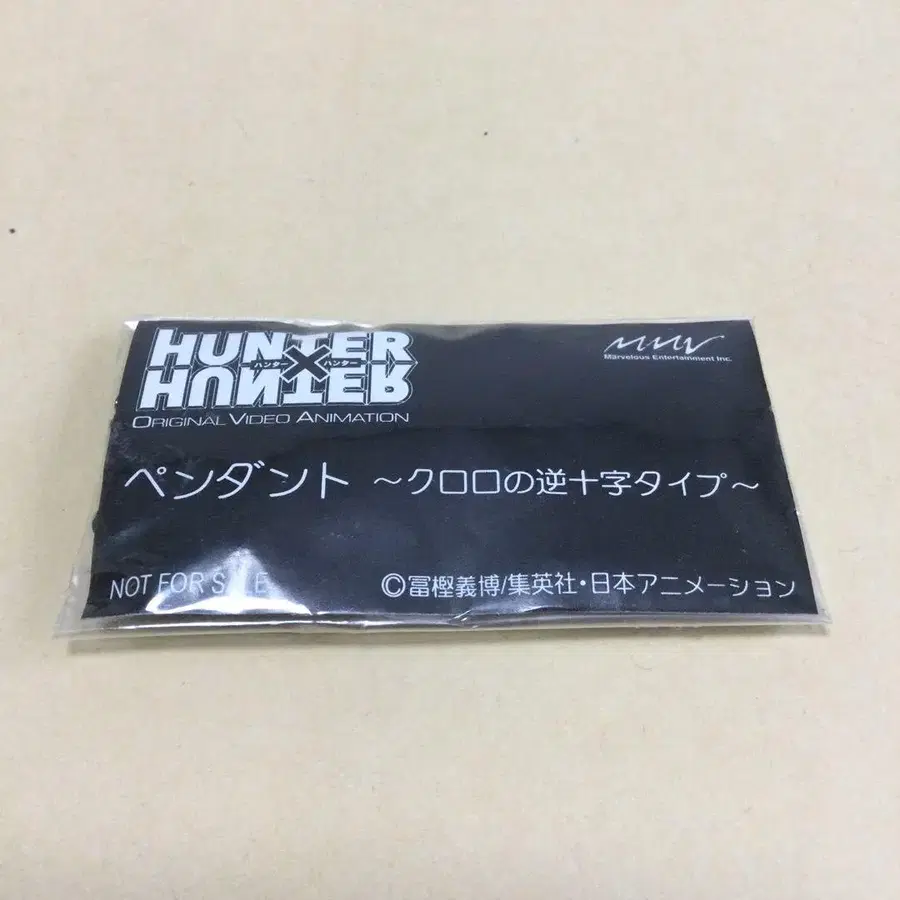 HUNTER
ハンター×ハンター
HUNTER
ORIGINAL VIDEO ANIMATION
Marvelous Entertainment Inc.
ペンダント ～クロロの逆十字タイプ～
NOT FOR SALE
©冨樫義博/集英社・日本アニメーション